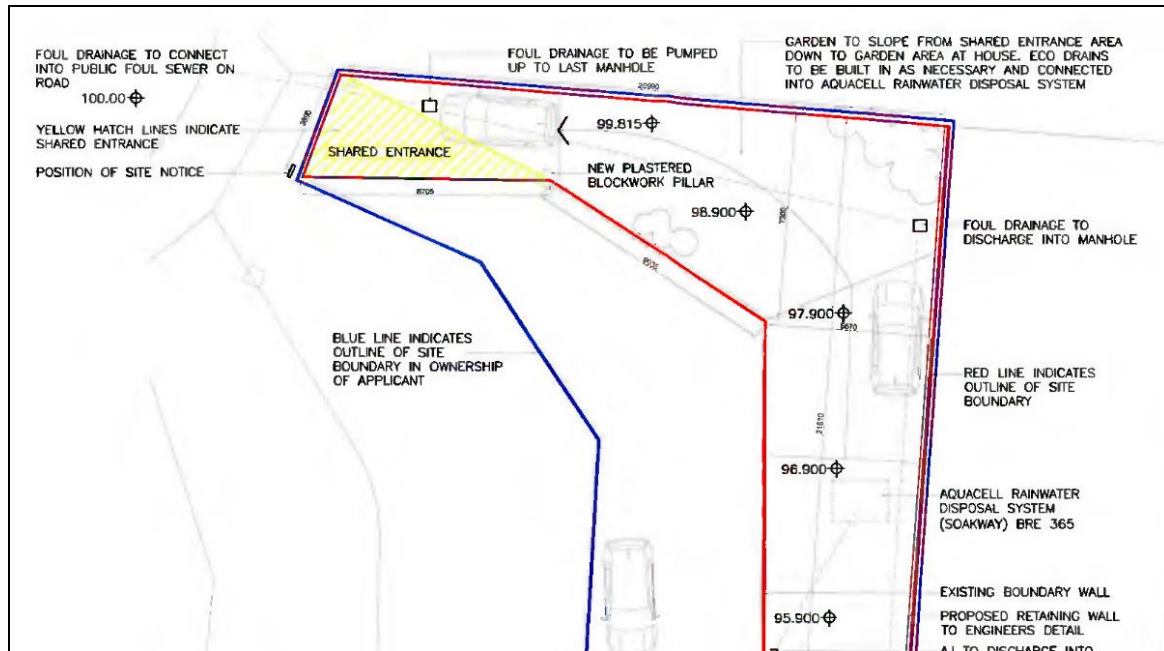 FOUL DRAINAGE TO CONNECT
INTO PUBLIC FOUL SEWER ON
ROAD
100.00
YELLOW HATCH LINES INDICATE
SHARED ENTRANCE
POSITION OF SITE NOTICE
FOUL DRAINAGE TO BE PUMPED
UP TO LAST MANHOLE
GARDEN TO SLOPE FROM SHARED ENTRANCE AREA
DOWN TO GARDEN AREA AT HOUSE. ECO DRAINS
TO BE BUILT IN AS NECESSARY AND CONNECTED
INTO AQUACELL RAINWATER DISPOSAL SYSTEM
99.815
SHARED ENTRANCE
NEW PLASTERED
BLOCKWORK PILLAR
98.900
FOUL DRAINAGE TO
DISCHARGE INTO MANHOLE
97.900
BLUE LINE INDICATES
OUTLINE OF SITE
BOUNDARY IN OWNERSHIP
OF APPLICANT
RED LINE INDICATES
OUTLINE OF SITE
BOUNDARY
96.900
AQUACELL RAINWATER
DISPOSAL SYSTEM
(SOAKWAY) BRE 365
EXISTING BOUNDARY WALL
95.900
PROPOSED RETAINING WALL
TO ENGINEERS DETAIL
AJ TO DISCHARGE INTO